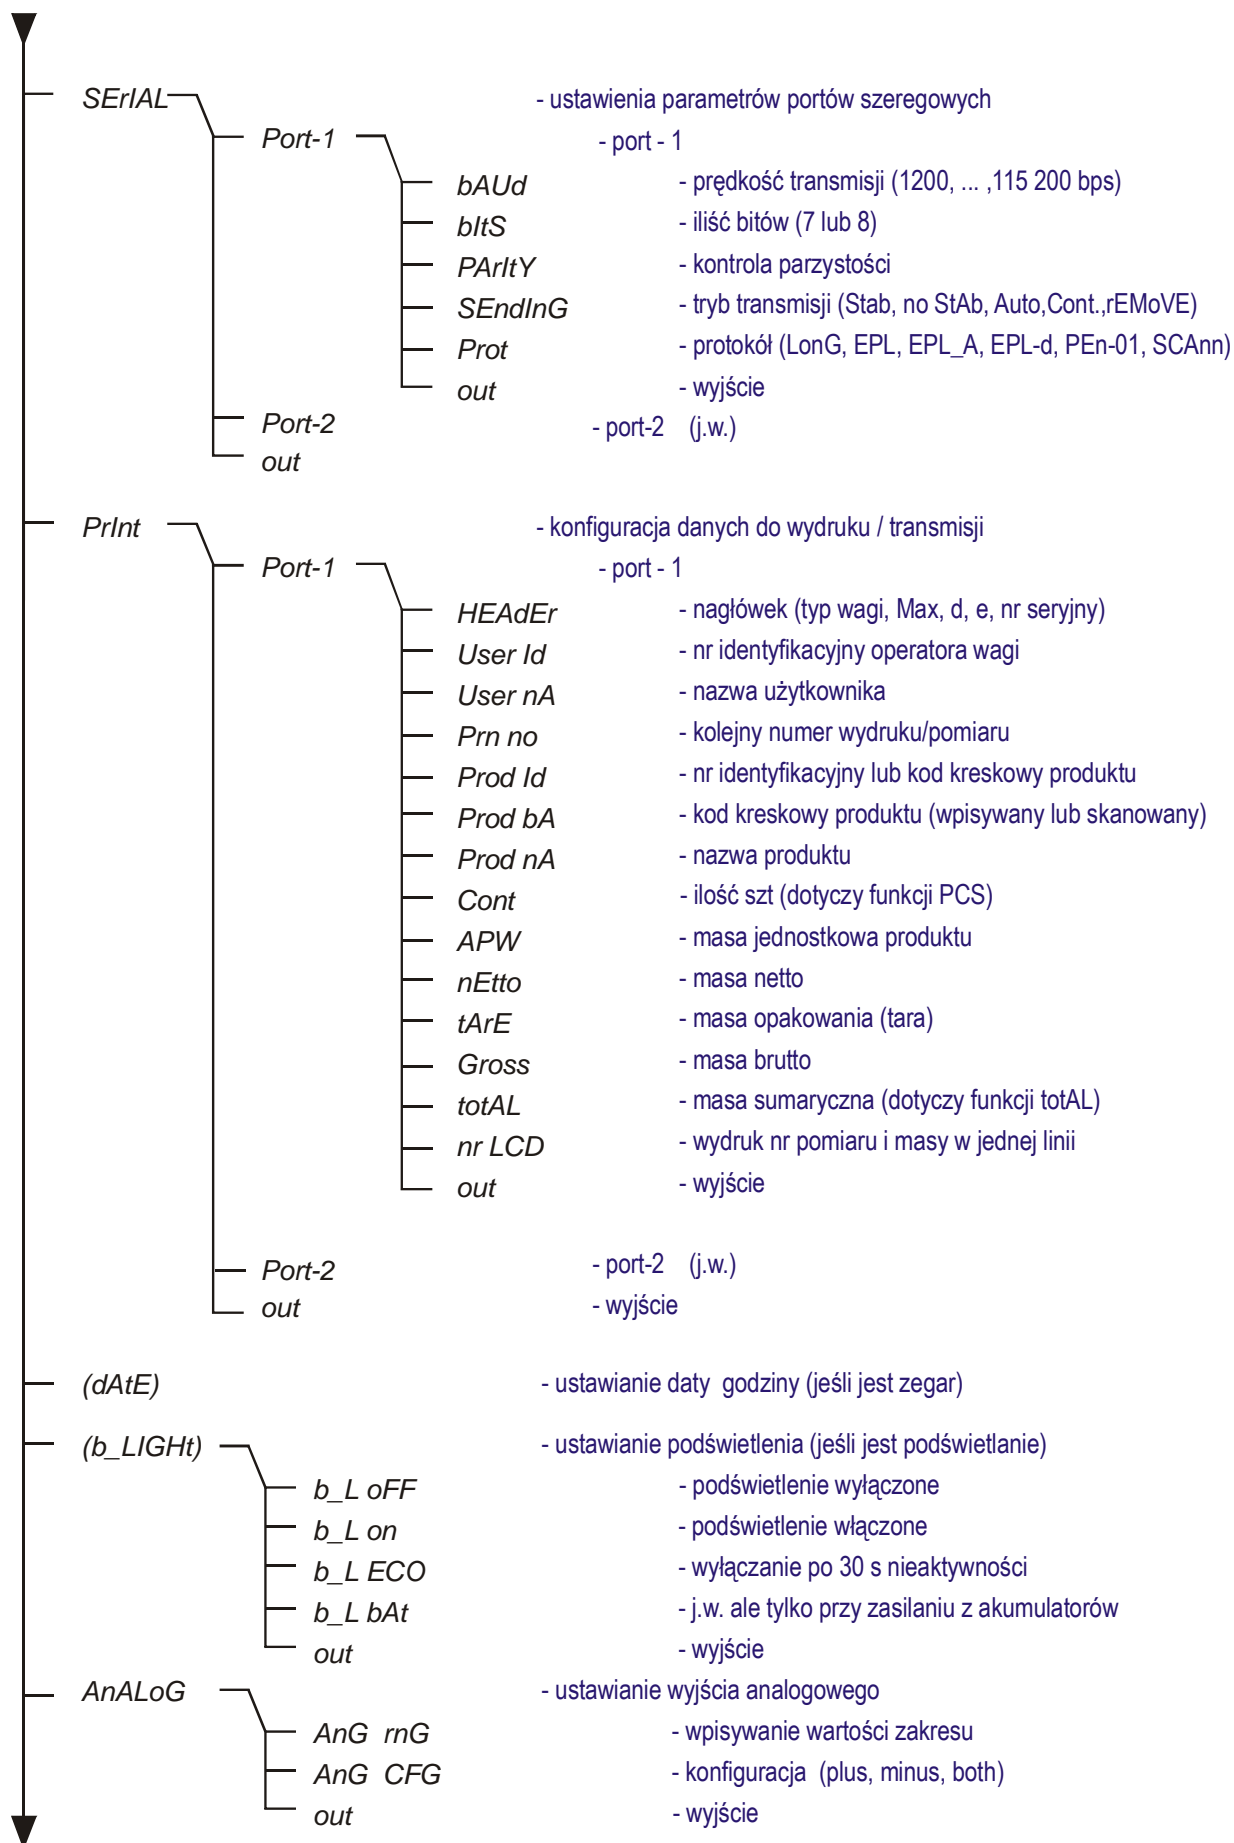 SErIAL - ustawienia parametrów portów szeregowych
Port-1 - port - 1
bAUd - prędkość transmisji (1200, ... ,115 200 bps)
bItS - iliść bitów (7 lub 8)
PArItY - kontrola parzystości
SEndInG - tryb transmisji (Stab, no StAb, Auto,Cont.,rEMoVE)
Prot - protokół (LonG, EPL, EPL_A, EPL-d, PEn-01, SCAnn)
out - wyjście
Port-2 - port-2 (j.w.)
out
PrInt - konfiguracja danych do wydruku / transmisji
Port-1 - port - 1
HEAdEr - nagłówek (typ wagi, Max, d, e, nr seryjny)
User Id - nr identyfikacyjny operatora wagi
User nA - nazwa użytkownika
Prn no - kolejny numer wydruku/pomiaru
Prod Id - nr identyfikacyjny lub kod kreskowy produktu
Prod bA - kod kreskowy produktu (wpisywany lub skanowany)
Prod nA - nazwa produktu
Cont - ilość szt (dotyczy funkcji PCS)
APW - masa jednostkowa produktu
nEtto - masa netto
tArE - masa opakowania (tara)
Gross - masa brutto
totAL - masa sumaryczna (dotyczy funkcji totAL)
nr LCD - wydruk nr pomiaru i masy w jednej linii
out - wyjście
Port-2 - port-2 (j.w.)
out - wyjście
(dAtE) - ustawianie daty godziny (jeśli jest zegar)
(b_LIGHt) - ustawianie podświetlenia (jeśli jest podświetlanie)
b_L oFF - podświetlenie wyłączone
b_L on - podświetlenie włączone
b_L ECO - wyłączanie po 30 s nieaktywności
b_L bAt - j.w. ale tylko przy zasilaniu z akumulatorów
out - wyjście
AnALoG - ustawianie wyjścia analogowego
AnG rnG - wpisywanie wartości zakresu
AnG CFG - konfiguracja (plus, minus, both)
out - wyjście